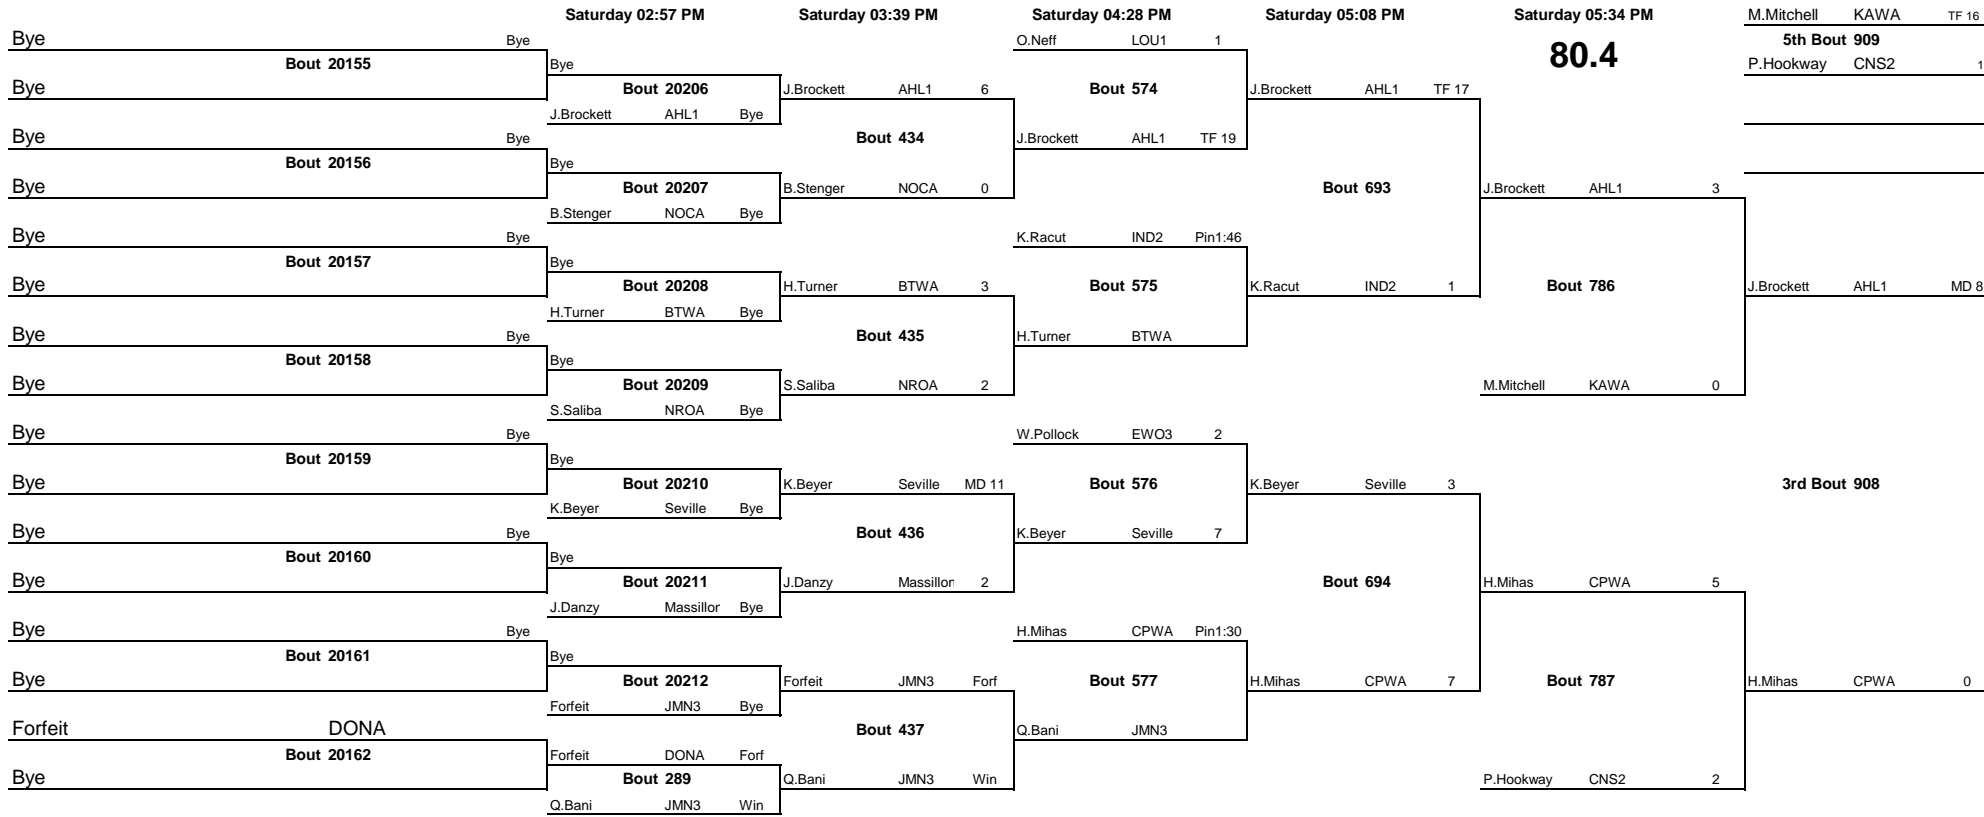 Saturday 02:57 PM Saturday 03:39 PM Saturday 04:28 PM Saturday 05:08 PM Saturday 05:34 PM M.Mitchell KAWA TF 16
Bye Bye O.Neff LOU1 1 80.4 5th Bout 909
Bout 20155 Bye P.Hookway CNS2 1
Bye Bout 20206 J.Brockett AHL1 6 Bout 574 J.Brockett AHL1 TF 17
J.Brockett AHL1 Bye
Bye Bye Bout 434 J.Brockett AHL1 TF 19
Bout 20156 Bye
Bye Bout 20207 B.Stenger NOCA 0 Bout 693 J.Brockett AHL1 3
B.Stenger NOCA Bye
Bye Bye K.Racut IND2 Pin1:46
Bout 20157 Bye
Bye Bout 20208 H.Turner BTWA 3 Bout 575 K.Racut IND2 1 Bout 786 J.Brockett AHL1 MD 8
H.Turner BTWA Bye
Bye Bye Bout 435 H.Turner BTWA
Bout 20158 Bye
Bye Bout 20209 S.Saliba NROA 2 M.Mitchell KAWA 0
S.Saliba NROA Bye
Bye Bye W.Pollock EWO3 2
Bout 20159 Bye
Bye Bout 20210 K.Beyer Seville MD 11 Bout 576 K.Beyer Seville 3 3rd Bout 908
K.Beyer Seville Bye
Bye Bye Bout 436 K.Beyer Seville 7
Bout 20160 Bye
Bye Bout 20211 J.Danzy Massillon 2 Bout 694 H.Mihas CPWA 5
J.Danzy Massillor Bye
Bye Bye H.Mihas CPWA Pin1:30
Bout 20161 Bye
Bye Bout 20212 Forfeit JMN3 Forf Bout 577 H.Mihas CPWA 7 Bout 787 H.Mihas CPWA 0
Forfeit JMN3 Bye
Forfeit DONA Bout 437 Q.Bani JMN3
Bout 20162 Forfeit DONA Forf
Bye Bout 289 Q.Bani JMN3 Win P.Hookway CNS2 2
Q.Bani JMN3 Win